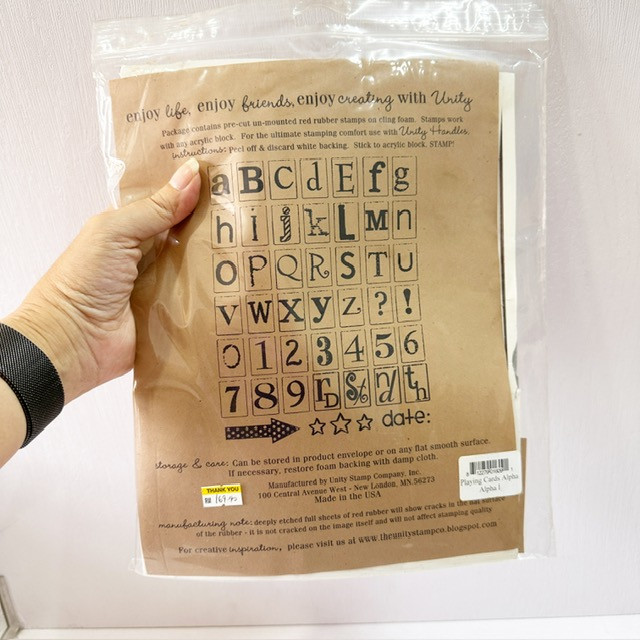 enjoy life, enjoy friends, enjoy creating with Unity
Package contains pre-cut un-mounted red rubber stamps on cling foam. Stamps work
with any acrylic block. For the ultimate stamping comfort use with Unity Handles.
instructions: Peel off & discard white backing. Stick to acrylic block. STAMP!
a B C d E f g
h i j k L M n
O P Q R S T U
V W X y Z ? !
0 1 2 3 4 5 6
7 8 9 rD St nd th
date:
storage & care: Can be stored in product envelope or on any flat smooth surface.
If necessary, restore foam backing with damp cloth.
Manufactured by Unity Stamp Company, Inc.
100 Central Avenue West - New London, MN.56273
Made in the USA
THANK YOU
Playing Cards Alpha
Alpha 1
manufacturing note: deeply etched full sheets of red rubber will show cracks in the flat surface
of the rubber - it is not cracked on the image itself and will not affect stamping quality
For creative inspiration, please visit us at www.theunitystampco.blogspot.com